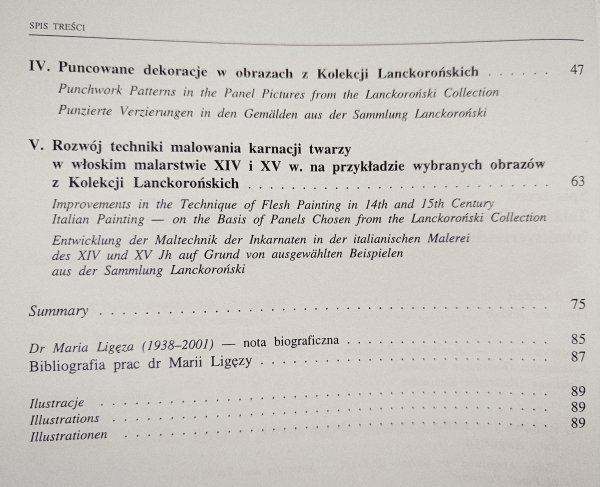 SPIS TREŚCI
IV. Puncowane dekoracje w obrazach z Kolekcji Lanckorońskich . . . . . . 47
Punchwork Patterns in the Panel Pictures from the Lanckoroński Collection
Punzierte Verzierungen in den Gemälden aus der Sammlung Lanckoroński
V. Rozwój techniki malowania karnacji twarzy
w włoskim malarstwie XIV i XV w. na przykładzie wybranych obrazów
z Kolekcji Lanckorońskich . . . . . . . . . . . . . . . . . . . . . . . 63
Improvements in the Technique of Flesh Painting in 14th and 15th Century
Italian Painting — on the Basis of Panels Chosen from the Lanckoroński Collection
Entwicklung der Maltechnik der Inkarnaten in der italianischen Malerei
des XIV und XV Jh auf Grund von ausgewählten Beispielen
aus der Sammlung Lanckoroński
Summary . . . . . . . . . . . . . . . . . . . . . . . . . . . . . . . 75
Dr Maria Ligęza (1938–2001) — nota biograficzna . . . . . . . . . . . . . . . 85
Bibliografia prac dr Marii Ligęzy . . . . . . . . . . . . . . . . . . . . . . 87
Ilustracje . . . . . . . . . . . . . . . . . . . . . . . . . . . . . . . 89
Illustrations . . . . . . . . . . . . . . . . . . . . . . . . . . . . . . 89
Illustrationen . . . . . . . . . . . . . . . . . . . . . . . . . . . . . 89